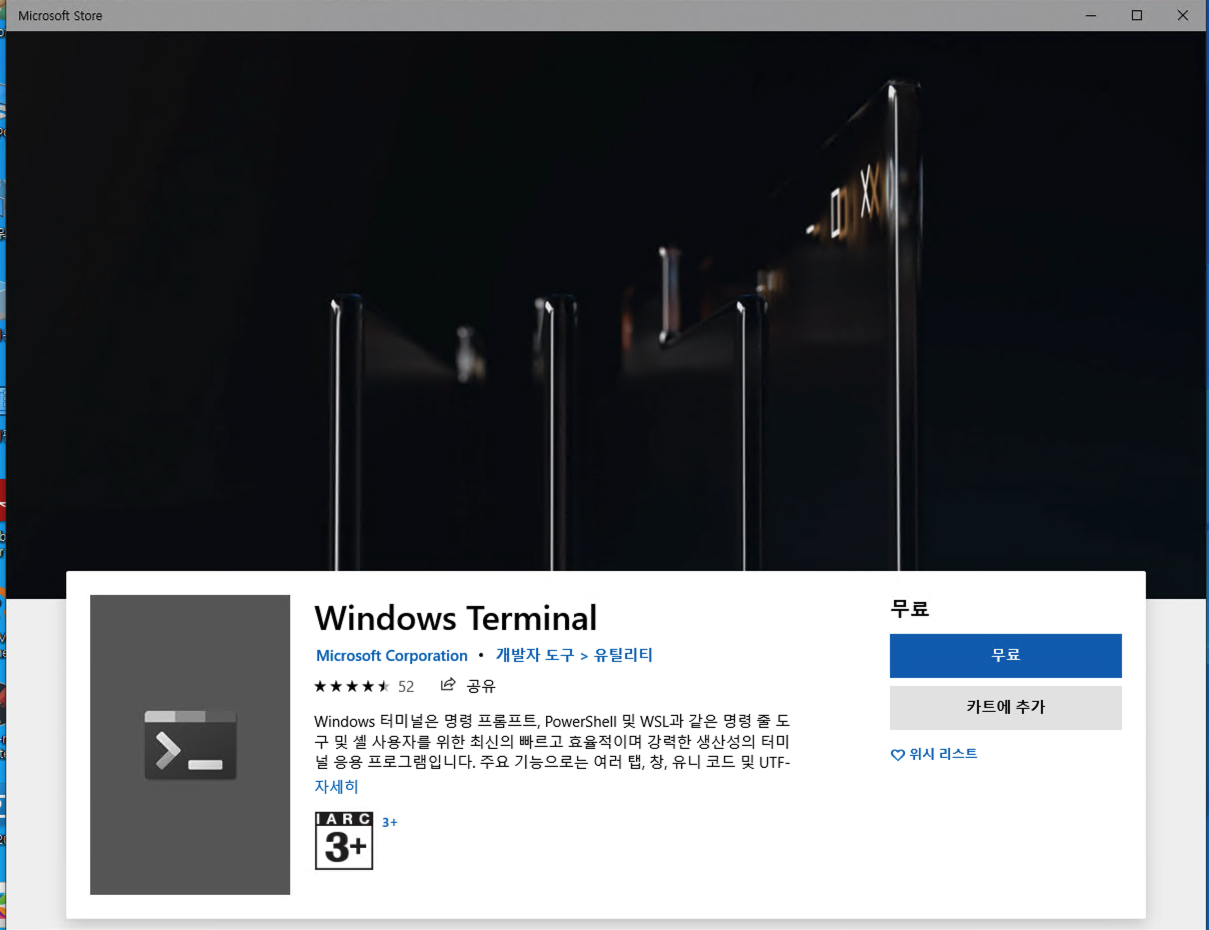 Microsoft Store
Windows Terminal
Microsoft Corporation • 개발자 도구 > 유틸리티
52 공유
Windows 터미널은 명령 프롬프트, PowerShell 및 WSL과 같은 명령 줄 도
구 및 셸 사용자를 위한 최신의 빠르고 효율적이며 강력한 생산성의 터미
널 응용 프로그램입니다. 주요 기능으로는 여러 탭, 창, 유니 코드 및 UTF-
자세히
IARC
3+
3+
무료
무료
카트에 추가
위시 리스트